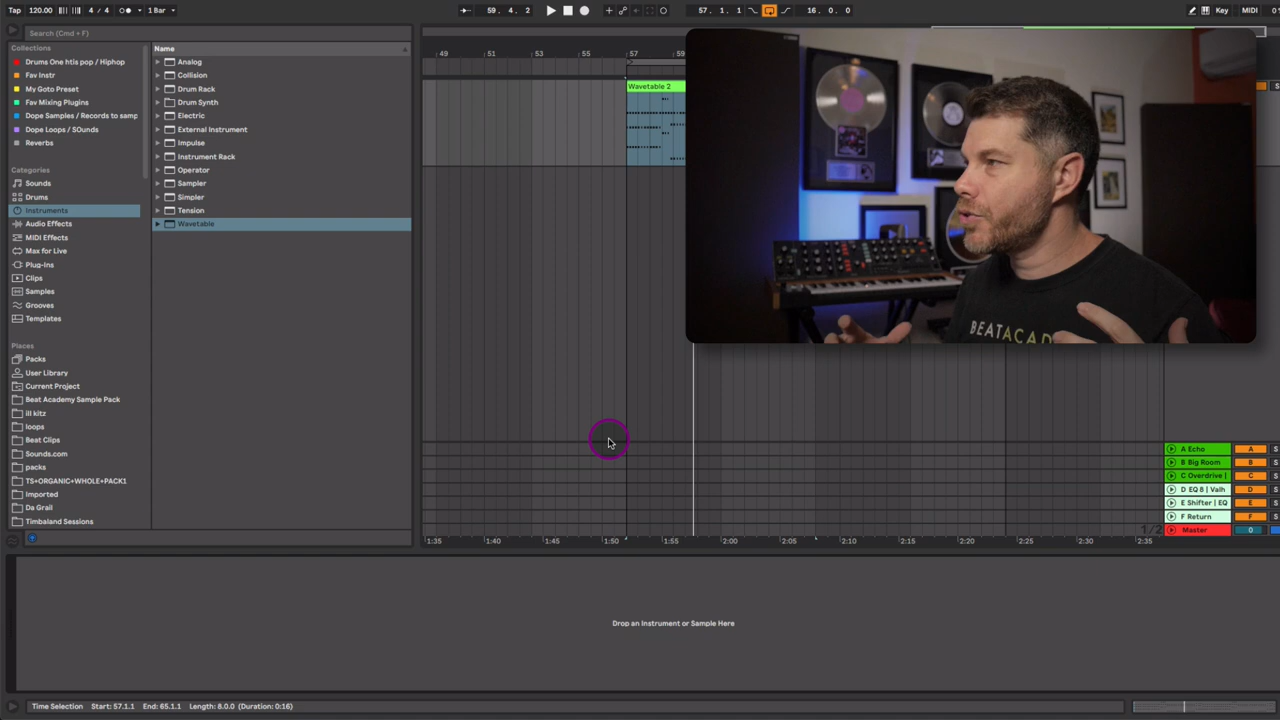 Tap 120.00 4 / 4 1 Bar 59. 4. 2 57. 1. 1 16. 0. 0 Key MIDI
Search (Cmd + F)
Collections
Drums One htis pop / Hiphop
Fav Instr
My Goto Preset
Fav Mixing Plugins
Dope Samples / Records to samp
Dope Loops / SOunds
Reverbs
Categories
Sounds
Drums
Instruments
Audio Effects
MIDI Effects
Max for Live
Plug-Ins
Clips
Samples
Grooves
Templates
Places
Packs
User Library
Current Project
Beat Academy Sample Pack
ill kitz
loops
Beat Clips
Sounds.com
packs
TS+ORGANIC+WHOLE+PACK1
Imported
Da Grail
Timbaland Sessions
Name
Analog
Collision
Drum Rack
Drum Synth
Electric
External Instrument
Impulse
Instrument Rack
Operator
Sampler
Simpler
Tension
Wavetable
49 51 53 55 57 59
Wavetable 2
BEATACAD
A Echo A S
B Big Room B S
C Overdrive | C S
D EQ 8 | Valh D S
E Shifter | EQ E S
F Return F S
1/2 Master 0
1:35 1:40 1:45 1:50 1:55 2:00 2:05 2:10 2:15 2:20 2:25 2:30 2:35
Drop an Instrument or Sample Here
Time Selection Start: 57.1.1 End: 65.1.1 Length: 8.0.0 (Duration: 0:16)